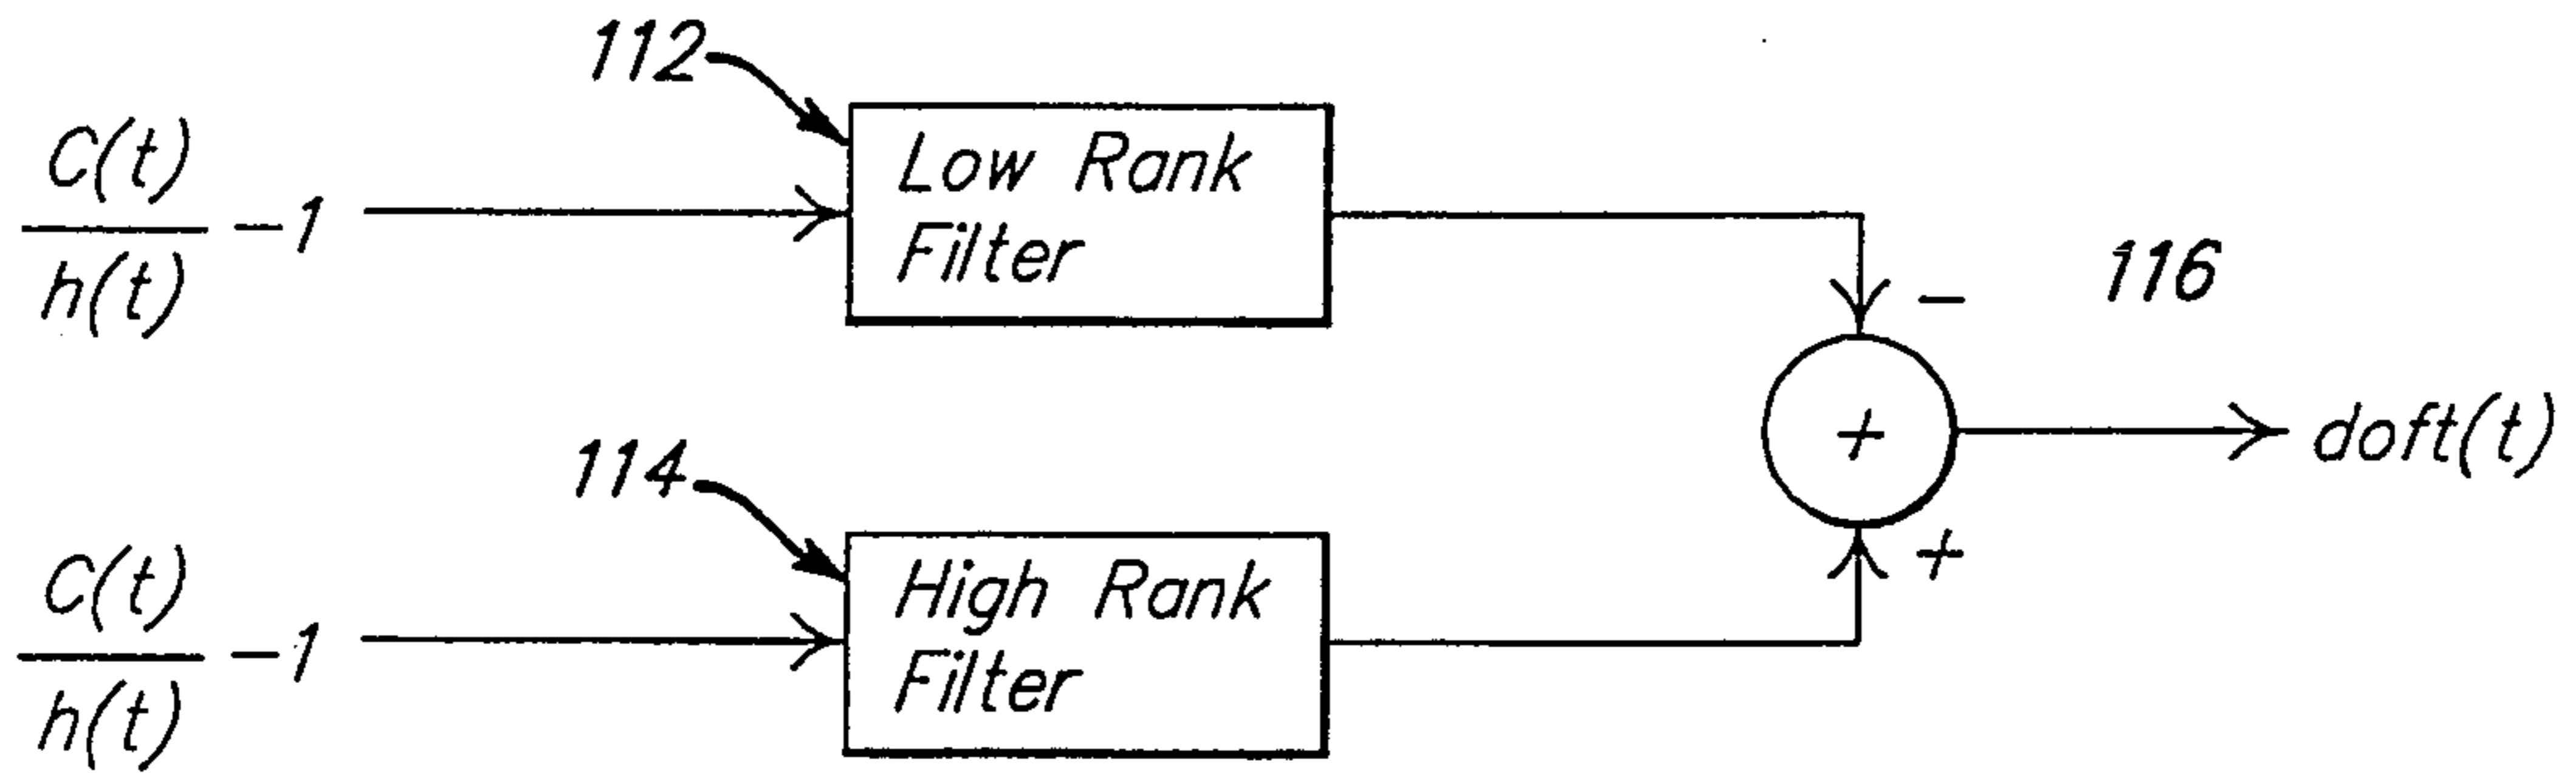 112
C(t)
h(t)
-1
Low Rank
Filter
-
116
+
doft(t)
114
+
C(t)
h(t)
-1
High Rank
Filter